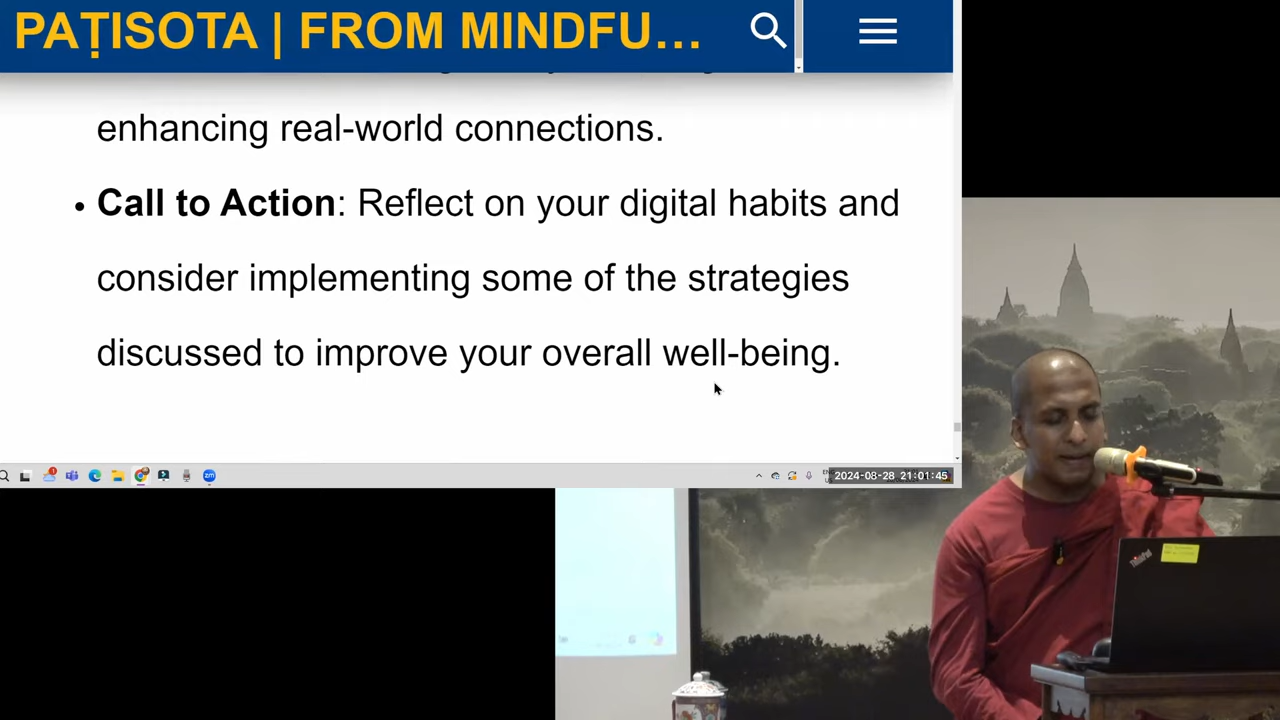 PAṬISOTA | FROM MINDFU...
enhancing real-world connections.
• Call to Action: Reflect on your digital habits and
consider implementing some of the strategies
discussed to improve your overall well-being.
2024-08-28 21:01:45
ThinkPad